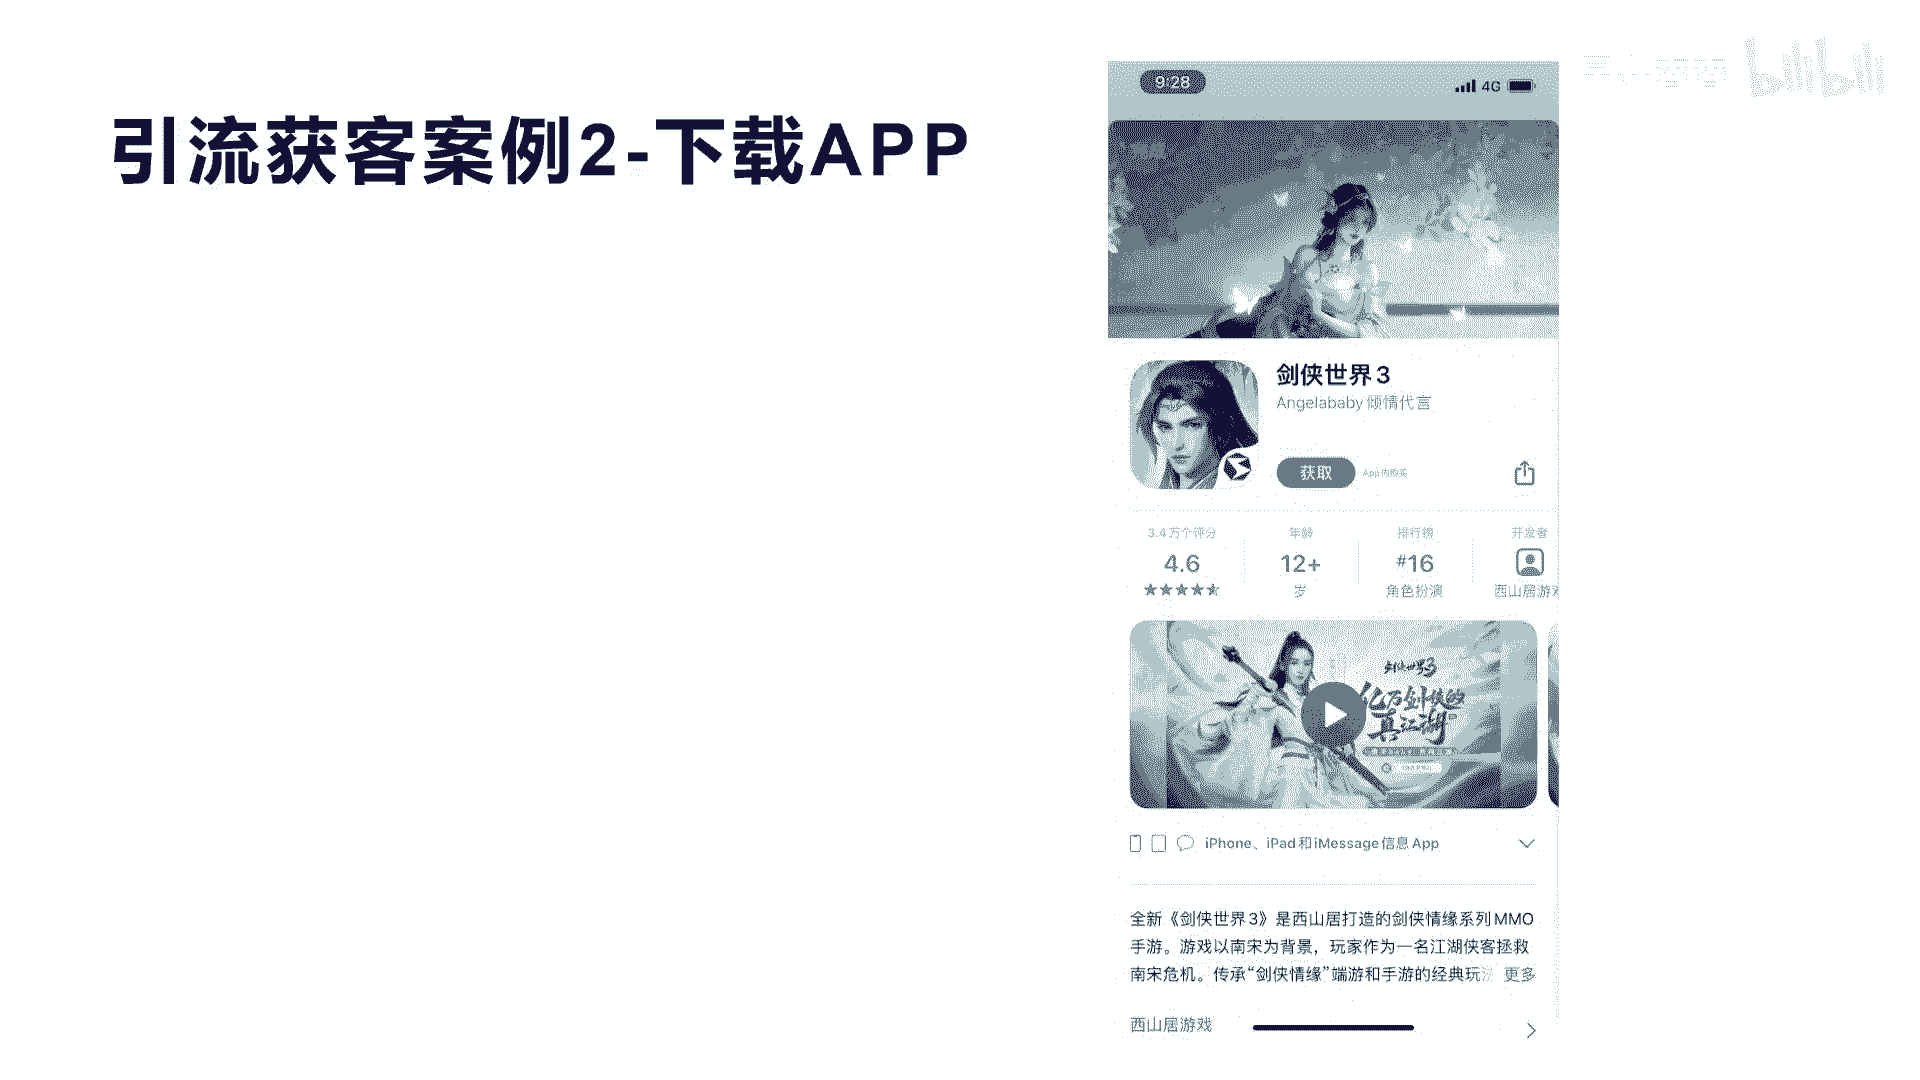 引流获客案例2-下载APP
bilibili
9:28
4G
剑侠世界3
Angelababy 倾情代言
获取
App内购买
3.4万个评分
年龄
排行榜
开发者
4.6
12+
#16
岁
角色扮演
西山居游戏
剑侠世界3
亿万剑侠的
真江湖
iPhone、iPad和iMessage信息 App
全新《剑侠世界3》是西山居打造的剑侠情缘系列MMO
手游。游戏以南宋为背景，玩家作为一名江湖侠客拯救
南宋危机。传承“剑侠情缘”端游和手游的经典玩 更多
西山居游戏